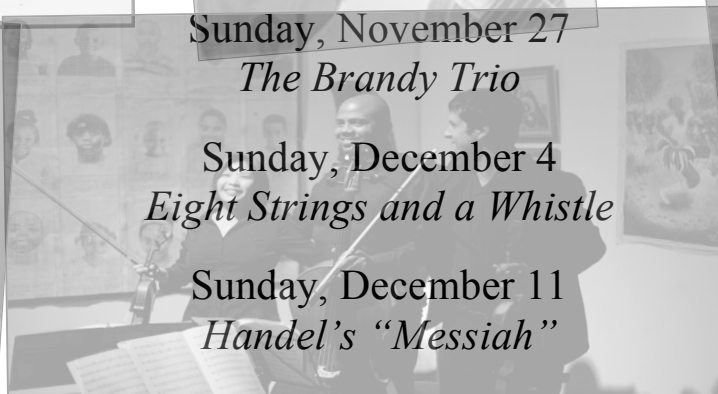 Sunday, November 27
The Brandy Trio
Sunday, December 4
Eight Strings and a Whistle
Sunday, December 11
Handel’s “Messiah”